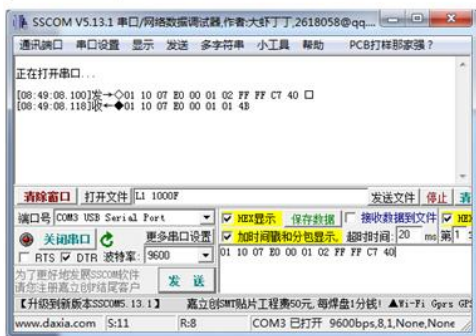 SSCOM V5.13.1 串口/网络数据调试器,作者:大虾丁丁,2618058@qq....
通讯端口 串口设置 显示 发送 多字符串 小工具 帮助 PCB打样那家强？
正在打开串口...
[08:49:08.100]发→◇01 10 07 E0 00 01 02 FF FF C7 40 □
[08:49:08.118]收←◆01 10 07 E0 00 01 01 4B
清除窗口 打开文件 L1 1000F 发送文件 停止 清
端口号 COM3 USB Serial Port HEX显示 保存数据 接收数据到文件 HE
关闭串口 更多串口设置 加时间戳和分包显示, 超时时间: 20 ms 第1
RTS DTR 波特率: 9600 01 10 07 E0 00 01 02 FF FF C7 40
为了更好地发展SSCOM软件
请您注册嘉立创F结尾客户
发 送
【升级到新版本SSCOM5.13.1】 嘉立创SMT贴片工程费50元,每焊盘1分钱! ▲Wi-Fi Gprs GPS
www.daxia.com S:11 R:8 COM3 已打开 9600bps,8,1,None,None